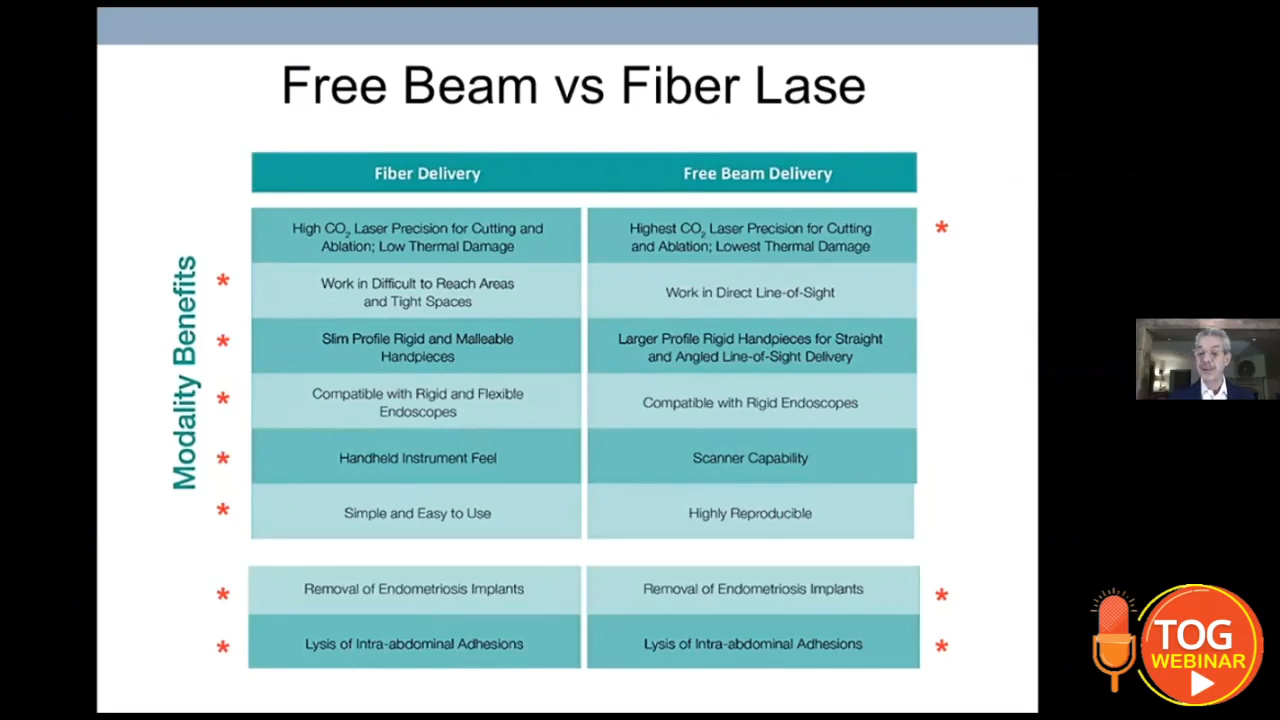 Free Beam vs Fiber Lase
Fiber Delivery
Free Beam Delivery
Modality Benefits
*
High CO₂ Laser Precision for Cutting and
Ablation; Low Thermal Damage
Highest CO₂ Laser Precision for Cutting
and Ablation; Lowest Thermal Damage
*
Work in Difficult to Reach Areas
and Tight Spaces
Work in Direct Line-of-Sight
*
Slim Profile Rigid and Malleable
Handpieces
Larger Profile Rigid Handpieces for Straight
and Angled Line-of-Sight Delivery
*
Compatible with Rigid and Flexible
Endoscopes
Compatible with Rigid Endoscopes
*
Handheld Instrument Feel
Scanner Capability
*
Simple and Easy to Use
Highly Reproducible
*
Removal of Endometriosis Implants
Removal of Endometriosis Implants
*
*
Lysis of Intra-abdominal Adhesions
Lysis of Intra-abdominal Adhesions
*
TOG
WEBINAR